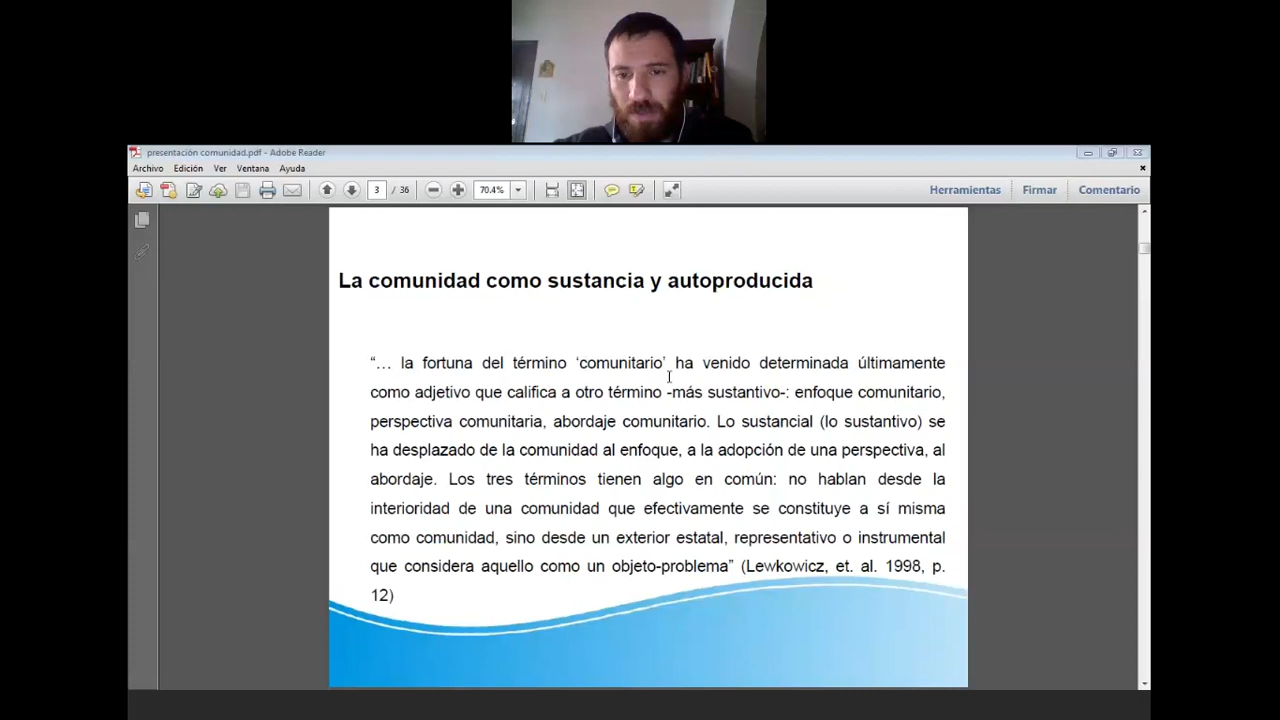 presentación comunidad.pdf - Adobe Reader
Archivo Edición Ver Ventana Ayuda
3 / 36 70.4% Herramientas Firmar Comentario
La comunidad como sustancia y autoproducida
“… la fortuna del término ‘comunitario’ ha venido determinada últimamente
como adjetivo que califica a otro término -más sustantivo-: enfoque comunitario,
perspectiva comunitaria, abordaje comunitario. Lo sustancial (lo sustantivo) se
ha desplazado de la comunidad al enfoque, a la adopción de una perspectiva, al
abordaje. Los tres términos tienen algo en común: no hablan desde la
interioridad de una comunidad que efectivamente se constituye a sí misma
como comunidad, sino desde un exterior estatal, representativo o instrumental
que considera aquello como un objeto-problema” (Lewkowicz, et. al. 1998, p.
12)